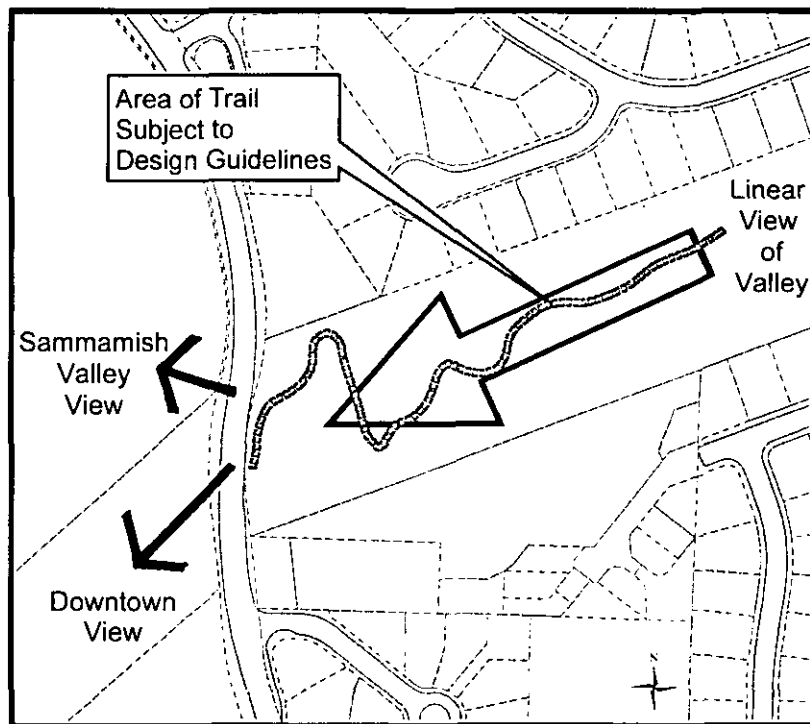 Area of Trail
Subject to
Design Guidelines
Linear
View
of
Valley
Sammamish
Valley
View
Downtown
View